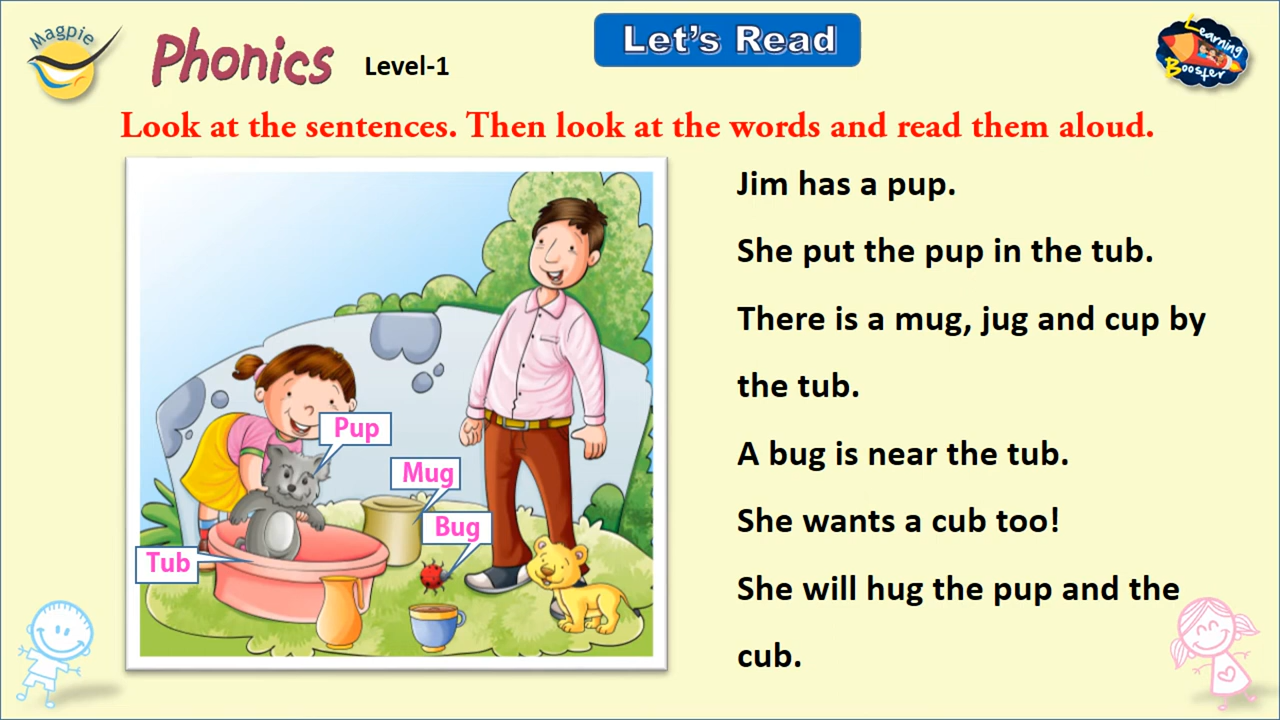 Magpie
Phonics
Level-1
Let's Read
Learning
Booster
Look at the sentences. Then look at the words and read them aloud.
Pup
Mug
Bug
Tub
Jim has a pup.
She put the pup in the tub.
There is a mug, jug and cup by
the tub.
A bug is near the tub.
She wants a cub too!
She will hug the pup and the
cub.